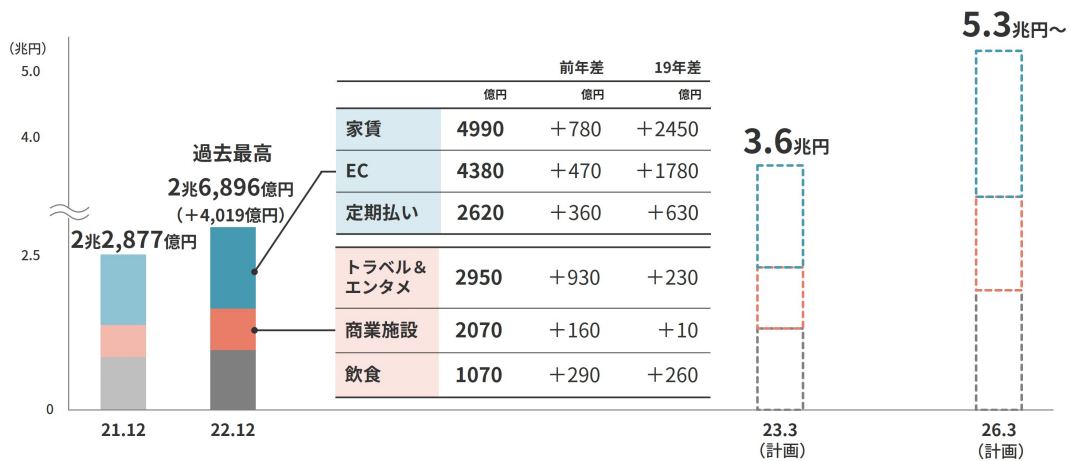 5.3兆円～
(兆円)
5.0
4.0
2.5
0
過去最高
2兆6,896億円
(＋4,019億円)
2兆2,877億円
前年差 19年差
億円 億円 億円
家賃 4990 ＋780 ＋2450
EC 4380 ＋470 ＋1780
定期払い 2620 ＋360 ＋630
トラベル＆
エンタメ 2950 ＋930 ＋230
商業施設 2070 ＋160 ＋10
飲食 1070 ＋290 ＋260
3.6兆円
21.12 22.12 23.3 26.3
(計画) (計画)